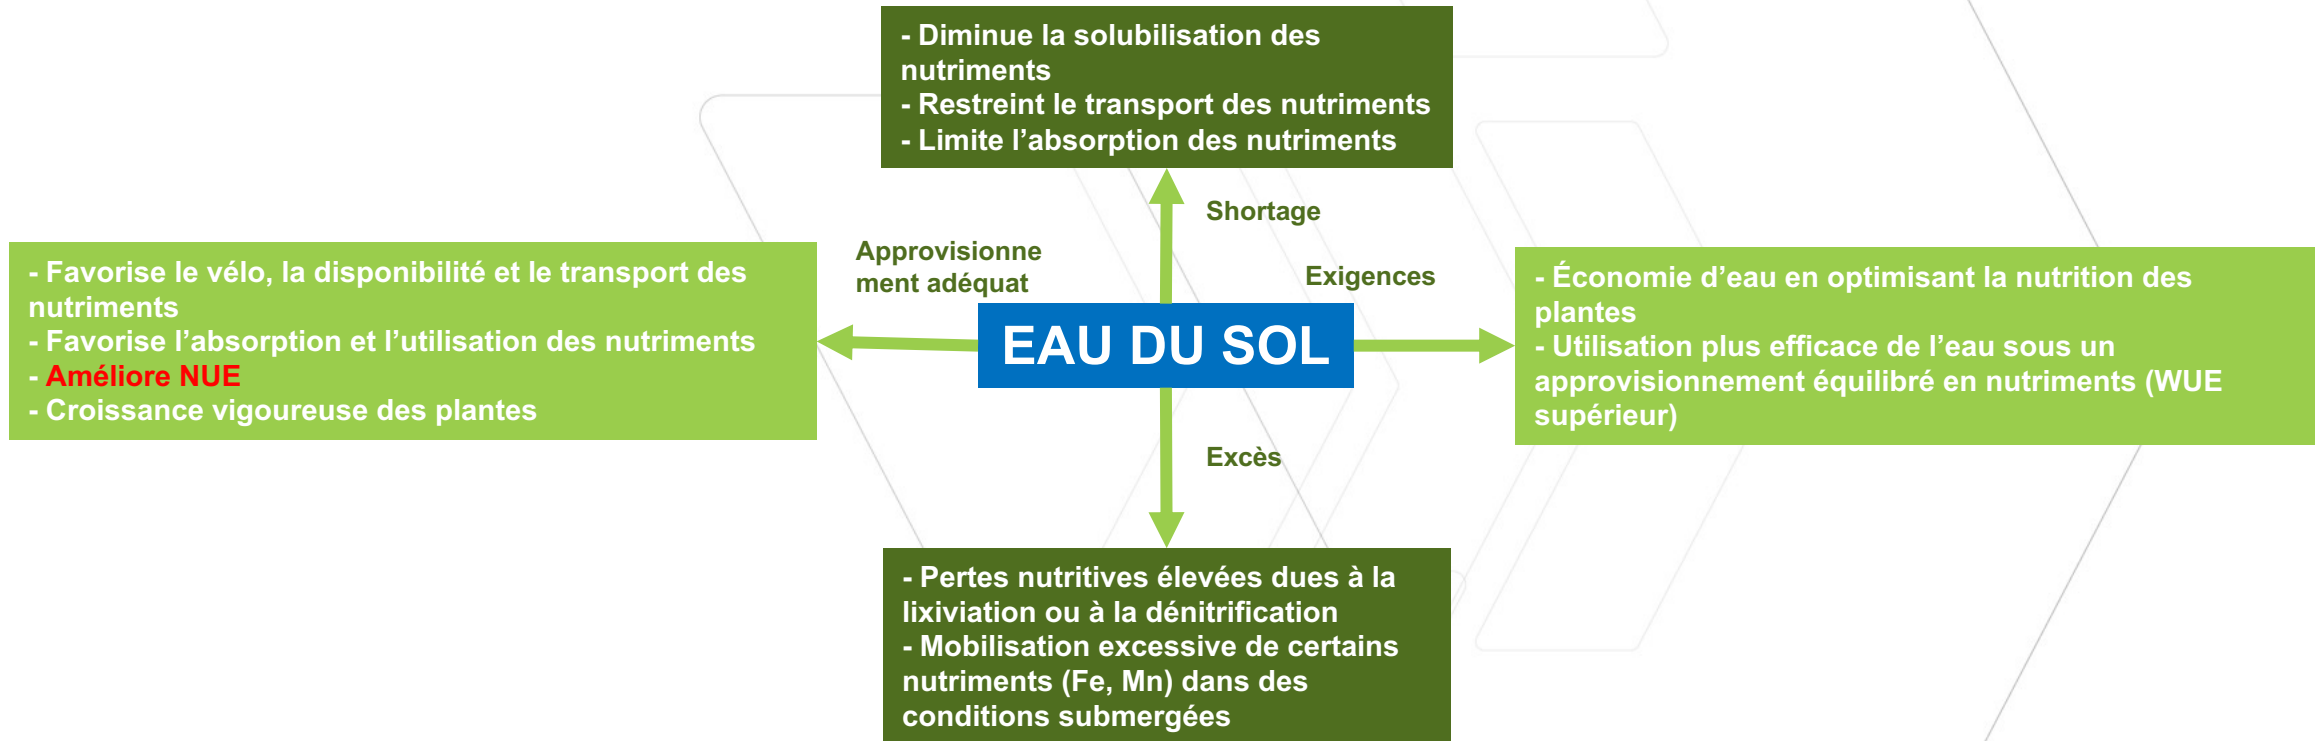 - Diminue la solubilisation des
nutriments
- Restreint le transport des nutriments
- Limite l’absorption des nutriments
Shortage
Approvisionne
ment adéquat
Exigences
- Favorise le vélo, la disponibilité et le transport des
nutriments
- Favorise l’absorption et l’utilisation des nutriments
- Améliore NUE
- Croissance vigoureuse des plantes
EAU DU SOL
- Économie d’eau en optimisant la nutrition des
plantes
- Utilisation plus efficace de l’eau sous un
approvisionnement équilibré en nutriments (WUE
supérieur)
Excès
- Pertes nutritives élevées dues à la
lixiviation ou à la dénitrification
- Mobilisation excessive de certains
nutriments (Fe, Mn) dans des
conditions submergées